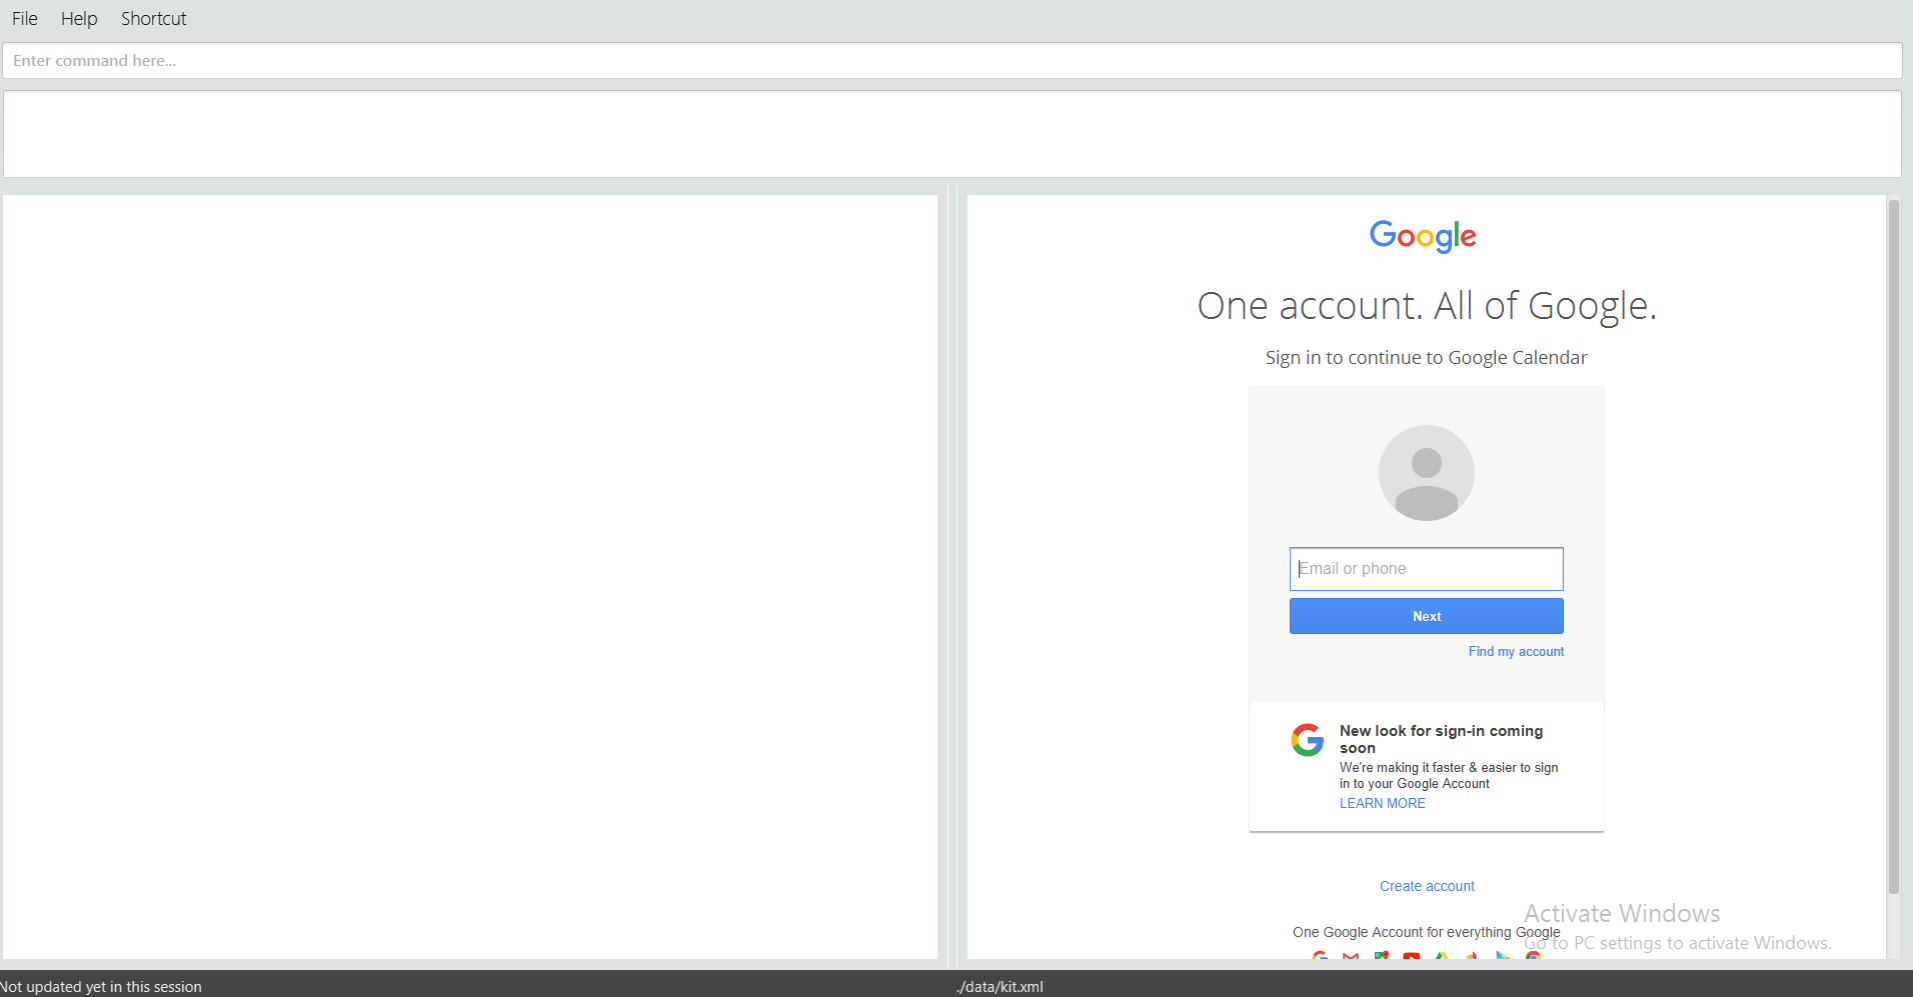 File Help Shortcut
Enter command here...
Google
One account. All of Google.
Sign in to continue to Google Calendar
Email or phone
Next
Find my account
New look for sign-in coming
soon
We're making it faster & easier to sign
in to your Google Account
LEARN MORE
Create account
One Google Account for everything Google
Activate Windows
Go to PC settings to activate Windows.
Not updated yet in this session
./data/kit.xml